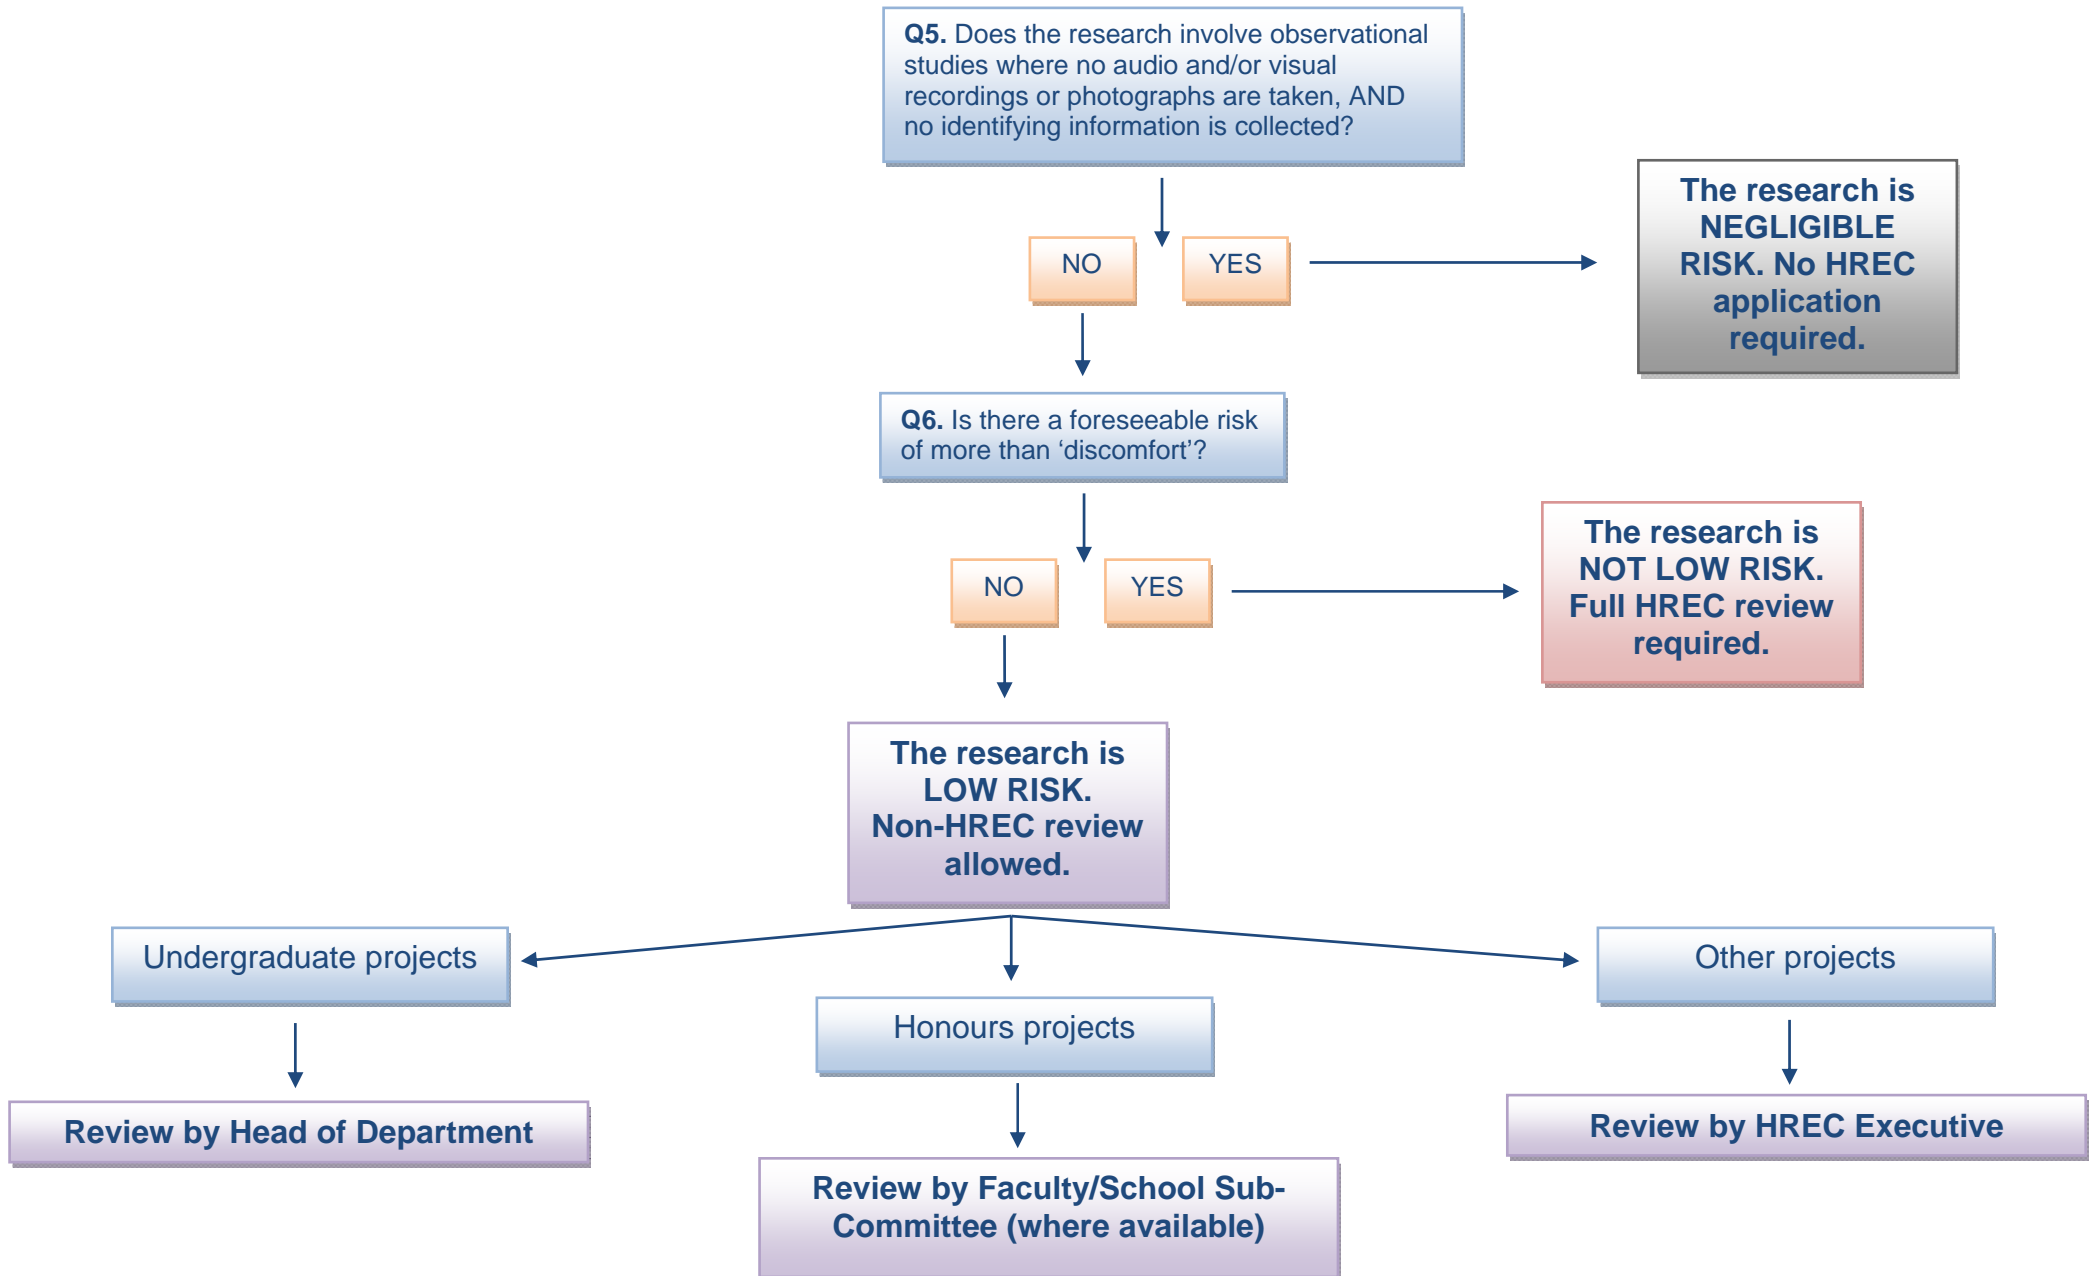 Q5. Does the research involve observational
studies where no audio and/or visual
recordings or photographs are taken, AND
no identifying information is collected?
The research is
NEGLIGIBLE
RISK. No HREC
application
required.
NO
YES
Q6. Is there a foreseeable risk
of more than ‘discomfort’?
The research is
NOT LOW RISK.
Full HREC review
required.
NO
YES
The research is
LOW RISK.
Non-HREC review
allowed.
Undergraduate projects
Honours projects
Other projects
Review by Head of Department
Review by Faculty/School Sub-
Committee (where available)
Review by HREC Executive